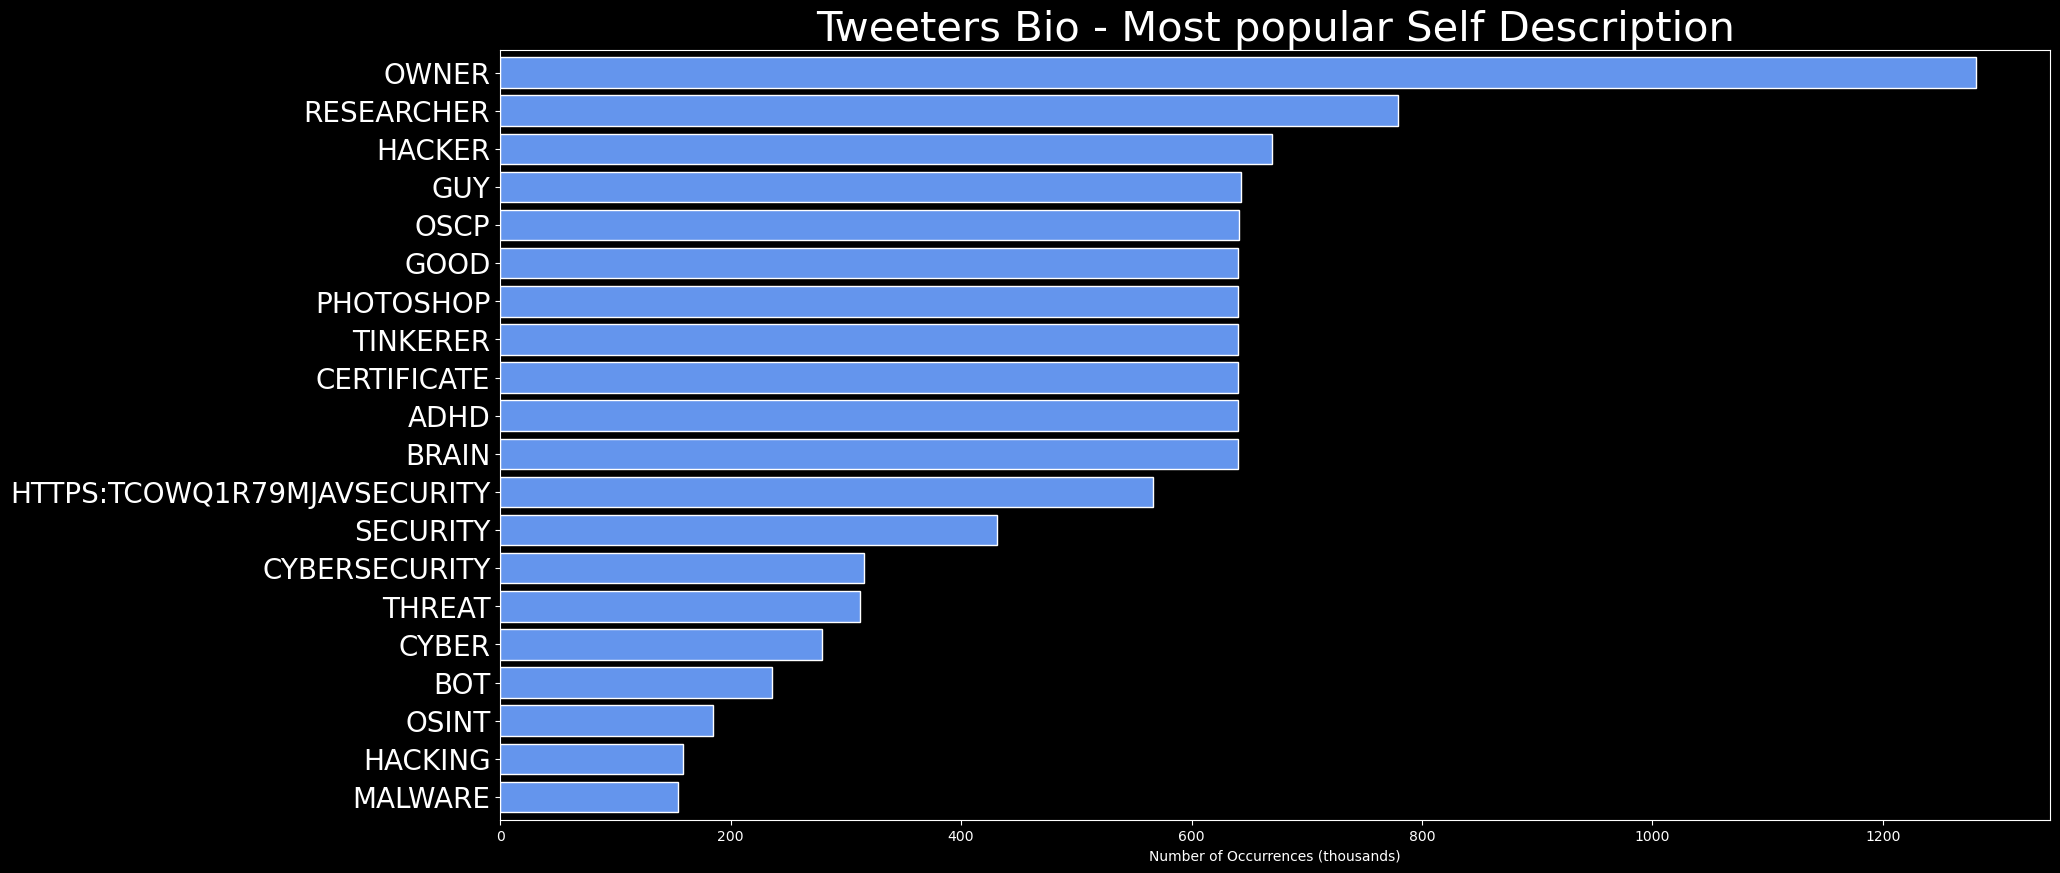 Tweeters Bio - Most popular Self Description
OWNER
RESEARCHER
HACKER
GUY
OSCP
GOOD
PHOTOSHOP
TINKERER
CERTIFICATE
ADHD
BRAIN
HTTPS:TCOWQ1R79MJAVSECURITY
SECURITY
CYBERSECURITY
THREAT
CYBER
BOT
OSINT
HACKING
MALWARE
0 200 400 600 800 1000 1200
Number of Occurrences (thousands)